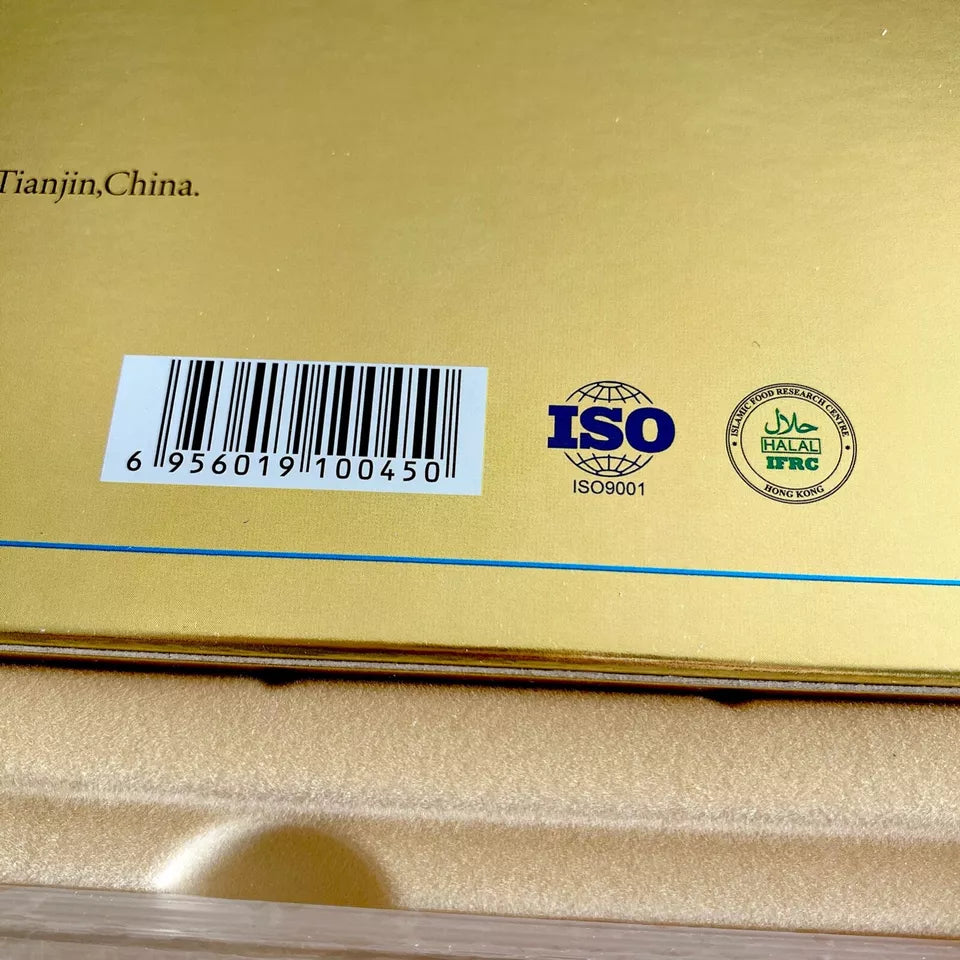 Tianjin,China.
6 956019 100450
ISO
ISO9001
ISLAMIC FOOD RESEARCH CENTRE
حلال
HALAL
IFRC
HONG KONG